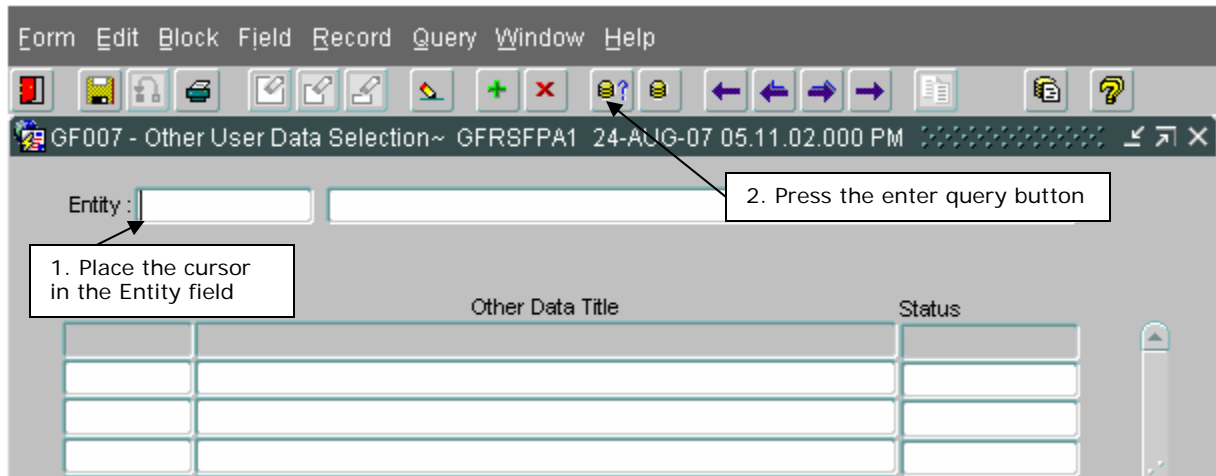 Form Edit Block Field Record Query Window Help
GF007 - Other User Data Selection~ GFRSFPA1 24-AUG-07 05.11.02.000 PM
Entity :
2. Press the enter query button
1. Place the cursor
in the Entity field
Other Data Title Status